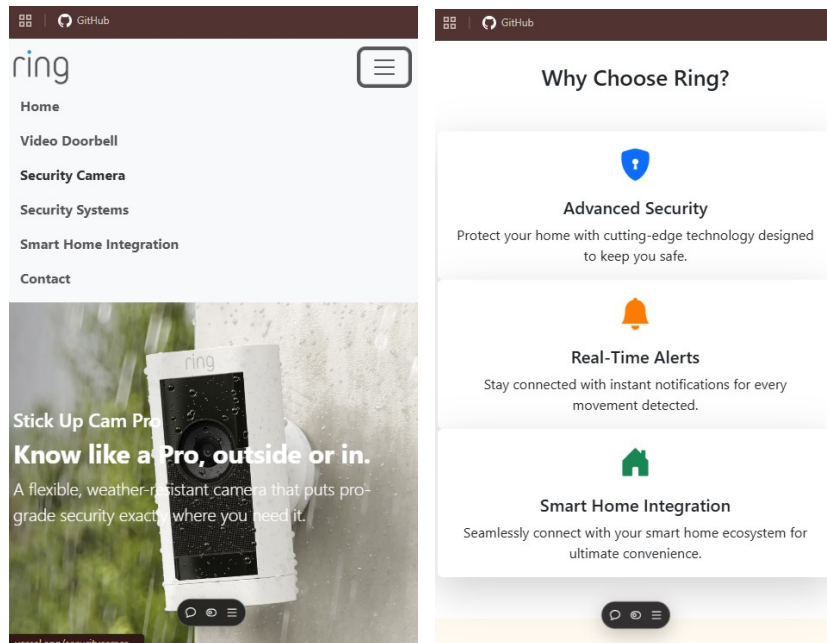 GitHub
ring
Home
Video Doorbell
Security Camera
Security Systems
Smart Home Integration
Contact
ring
Stick Up Cam Pro
Know like a Pro, outside or in.
A flexible, weather-resistant camera that puts pro-
grade security exactly where you need it.
GitHub
Why Choose Ring?
Advanced Security
Protect your home with cutting-edge technology designed
to keep you safe.
Real-Time Alerts
Stay connected with instant notifications for every
movement detected.
Smart Home Integration
Seamlessly connect with your smart home ecosystem for
ultimate convenience.